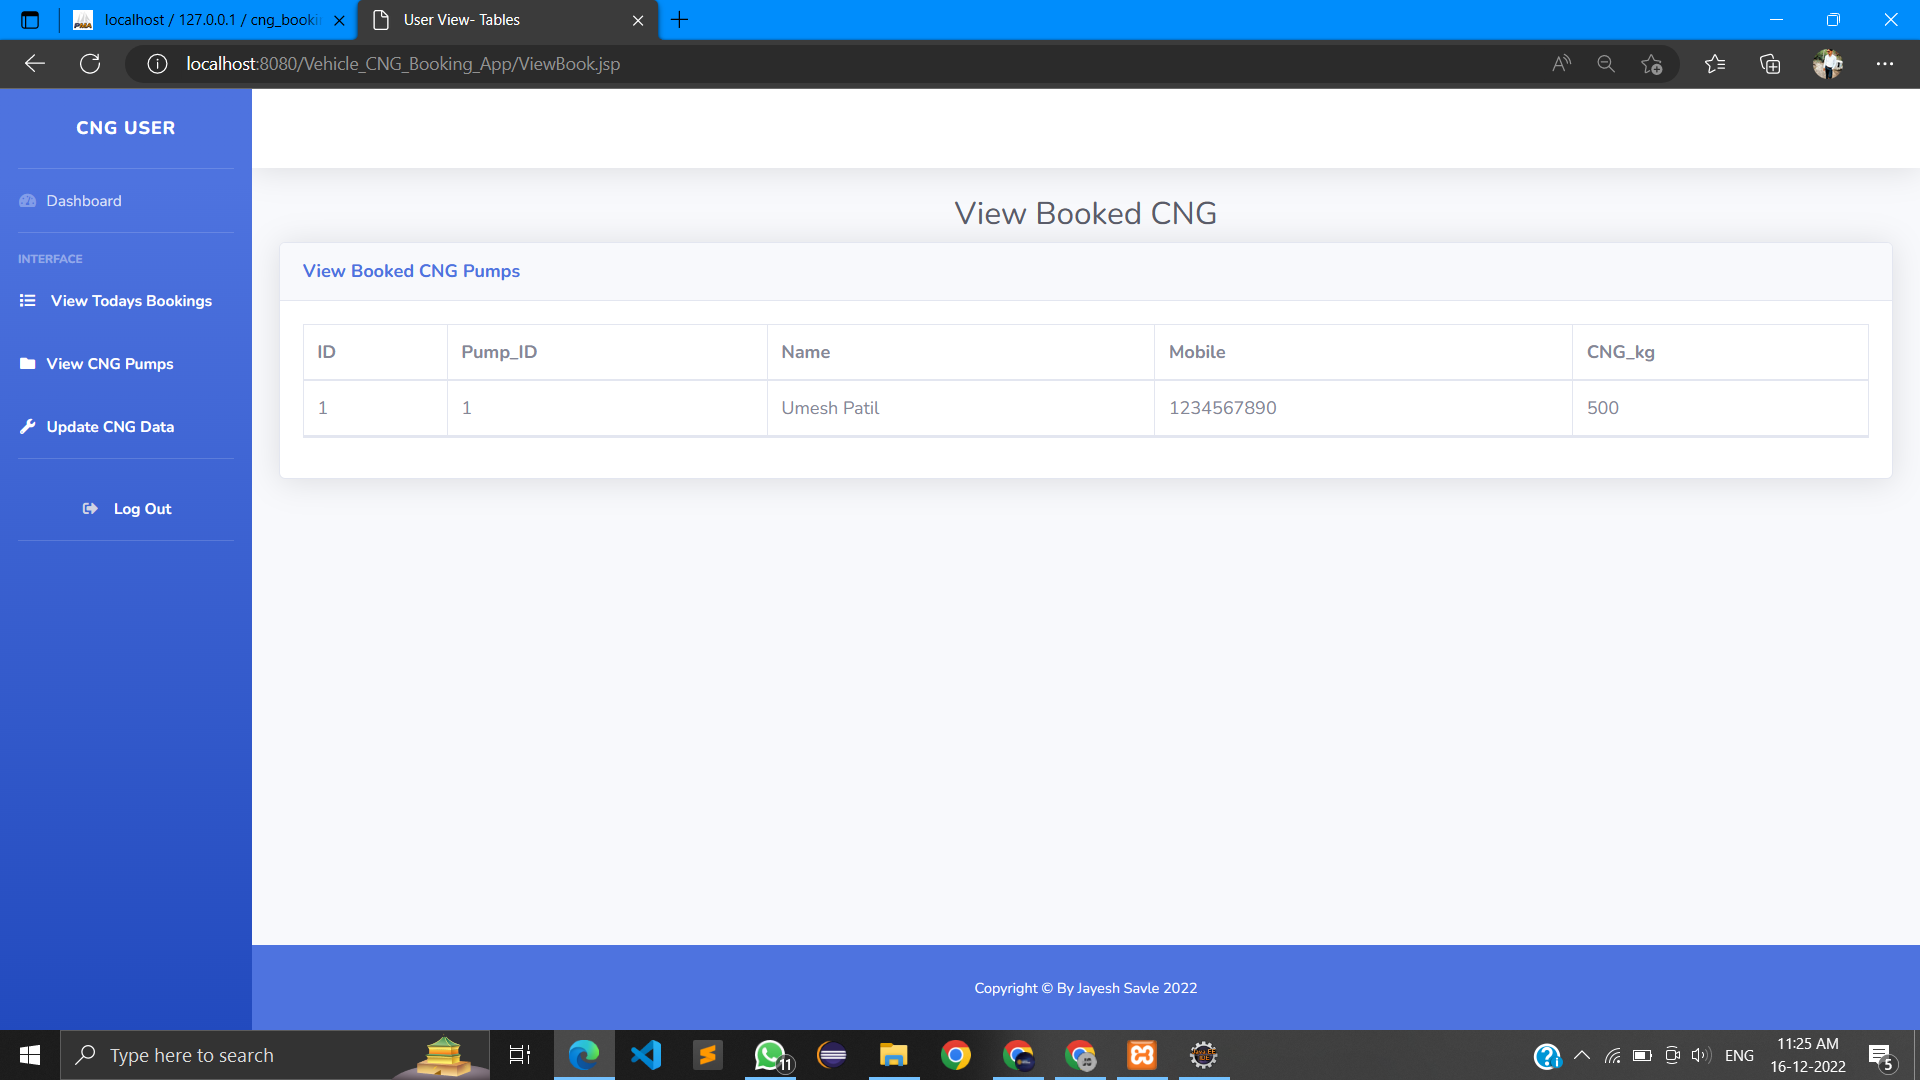 localhost / 127.0.0.1 / cng_bookin
User View- Tables
localhost:8080/Vehicle_CNG_Booking_App/ViewBook.jsp
CNG USER
Dashboard
INTERFACE
View Todays Bookings
View CNG Pumps
Update CNG Data
Log Out
View Booked CNG
View Booked CNG Pumps
ID Pump_ID Name Mobile CNG_kg
1 1 Umesh Patil 1234567890 500
Copyright © By Jayesh Savle 2022
Type here to search
11
ENG
11:25 AM
16-12-2022
5